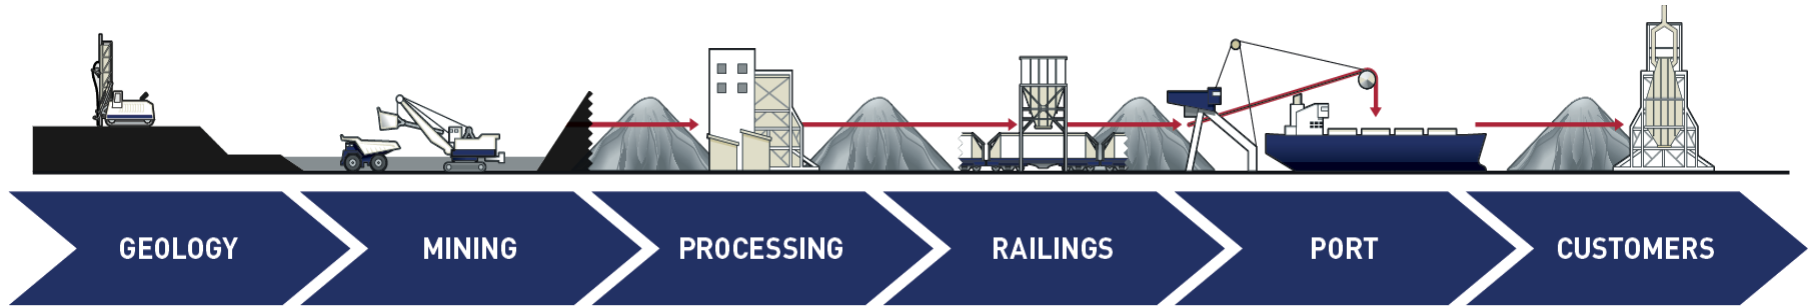 GEOLOGY
MINING
PROCESSING
RAILINGS
PORT
CUSTOMERS